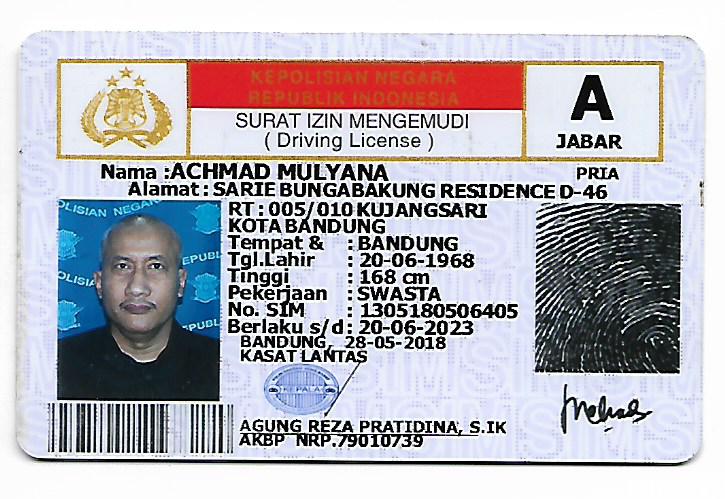 KEPOLISIAN NEGARA
REPUBLIK INDONESIA
SURAT IZIN MENGEMUDI
( Driving License )
A
JABAR
Nama : ACHMAD MULYANA
PRIA
Alamat : SARIE BUNGABAKUNG RESIDENCE D-46
RT : 005/010 KUJANGSARI
KOTA BANDUNG
Tempat & : BANDUNG
Tgl.Lahir : 20-06-1968
Tinggi : 168 cm
Pekerjaan : SWASTA
No. SIM : 1305180506405
Berlaku s/d : 20-06-2023
BANDUNG, 28-05-2018
KASAT LANTAS
AGUNG REZA PRATIDINA, S.IK
AKBP NRP.79010739